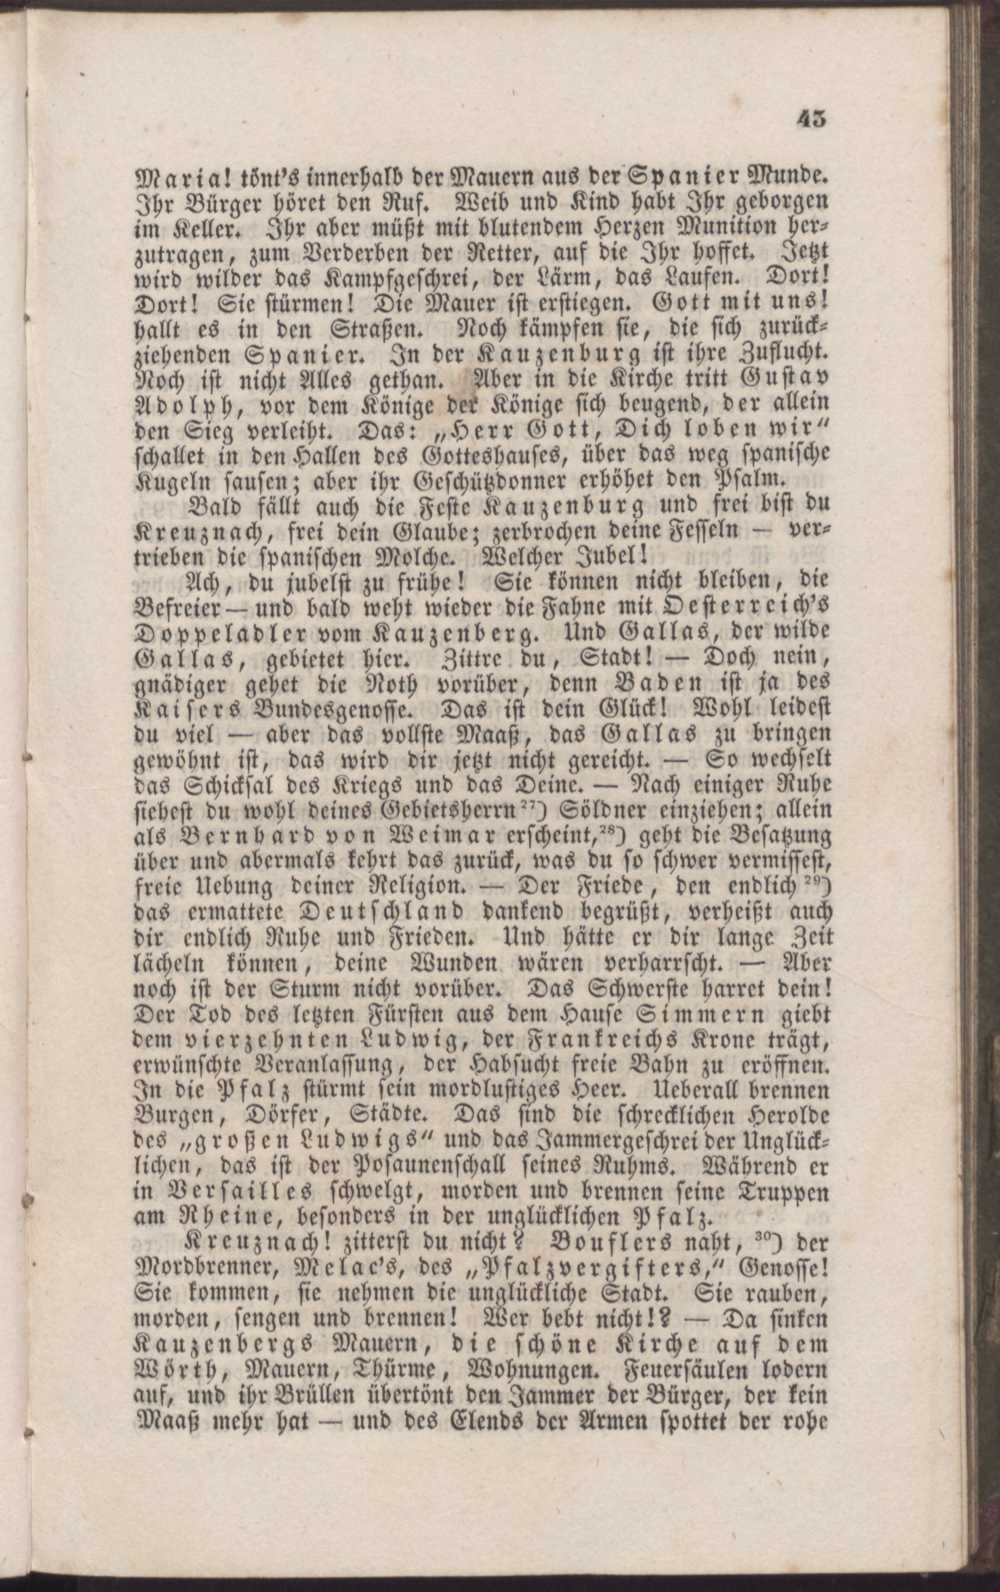 43
Maria! tönt's innerhalb der Mauern aus der Spanier Munde.
Ihr Bürger höret den Ruf. Weib und Kind habt Ihr geborgen
im Keller. Ihr aber müßt mit blutendem Herzen Munition her-
zutragen, zum Verderben der Retter, auf die Ihr hoffet. Jetzt
wird wilder das Kampfgeschrei, der Lärm, das Laufen. Dort!
Dort! Sie stürmen! Die Mauer ist erstiegen. Gott mit uns!
hallt es in den Straßen. Noch kämpfen sie, die sich zurück-
ziehenden Spanier. In der Kauzenburg ist ihre Zuflucht.
Noch ist nicht Alles gethan. Aber in die Kirche tritt Gustav
Adolph, vor dem Könige der Könige sich beugend, der allein
den Sieg verleiht. Das: „Herr Gott, Dich loben wir“
schallet in den Hallen des Gotteshauses, über das weg spanische
Kugeln sausen; aber ihr Geschützdonner erhöhet den Psalm.
Bald fällt auch die Feste Kauzenburg und frei bist du
Kreuznach, frei dein Glaube; zerbrochen deine Fesseln — ver-
trieben die spanischen Molche. Welcher Jubel!
Ach, du jubelst zu frühe! Sie können nicht bleiben, die
Befreier — und bald weht wieder die Fahne mit Oesterreich's
Doppeladler vom Kauzenberg. Und Gallas, der wilde
Gallas, gebietet hier. Zittre du, Stadt! — Doch nein,
gnädiger gehet die Noth vorüber, denn Baden ist ja des
Kaisers Bundesgenosse. Das ist dein Glück! Wohl leidest
du viel — aber das vollste Maaß, das Gallas zu bringen
gewöhnt ist, das wird dir jetzt nicht gereicht. — So wechselt
das Schicksal des Kriegs und das Deine. — Nach einiger Ruhe
siehest du wohl deines Gebietsherrn²⁷) Söldner einziehen; allein
als Bernhard von Weimar erscheint,²⁸) geht die Besatzung
über und abermals kehrt das zurück, was du so schwer vermissest,
freie Uebung deiner Religion. — Der Friede, den endlich²⁹)
das ermattete Deutschland dankend begrüßt, verheißt auch
dir endlich Ruhe und Frieden. Und hätte er dir lange Zeit
lächeln können, deine Wunden wären verharrscht. — Aber
noch ist der Sturm nicht vorüber. Das Schwerste harret dein!
Der Tod des letzten Fürsten aus dem Hause Simmern giebt
dem vierzehnten Ludwig, der Frankreichs Krone trägt,
erwünschte Veranlassung, der Habsucht freie Bahn zu eröffnen.
In die Pfalz stürmt sein mordlustiges Heer. Ueberall brennen
Burgen, Dörfer, Städte. Das sind die schrecklichen Herolde
des „großen Ludwigs“ und das Jammergeschrei der Unglück-
lichen, das ist der Posaunenschall seines Ruhms. Während er
in Versailles schwelgt, morden und brennen seine Truppen
am Rheine, besonders in der unglücklichen Pfalz.
Kreuznach! zitterst du nicht? Bouflers naht,³⁰) der
Mordbrenner, Melac's, des „Pfalzvergifters,“ Genosse!
Sie kommen, sie nehmen die unglückliche Stadt. Sie rauben,
morden, sengen und brennen! Wer bebt nicht!? — Da sinken
Kauzenbergs Mauern, die schöne Kirche auf dem
Wörth, Mauern, Thürme, Wohnungen. Feuersäulen lodern
auf, und ihr Brüllen übertönt den Jammer der Bürger, der kein
Maaß mehr hat — und des Elends der Armen spottet der rohe